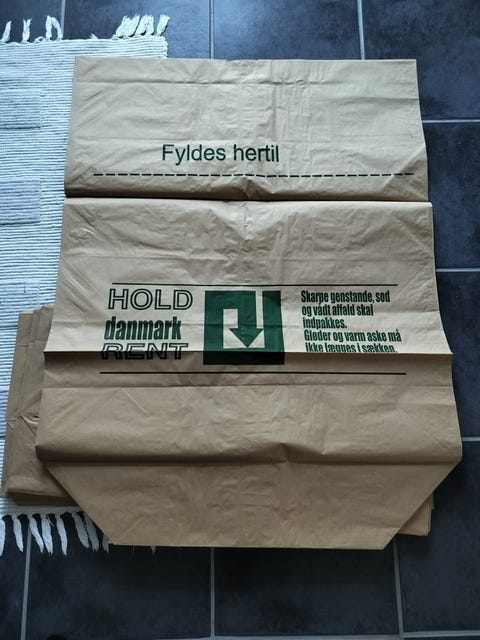 Fyldes hertil
HOLD
danmark
RENT
Skarpe genstande, sod
og vådt affald skal
indpakkes.
Gløder og varm aske må
ikke lægges i sækken.